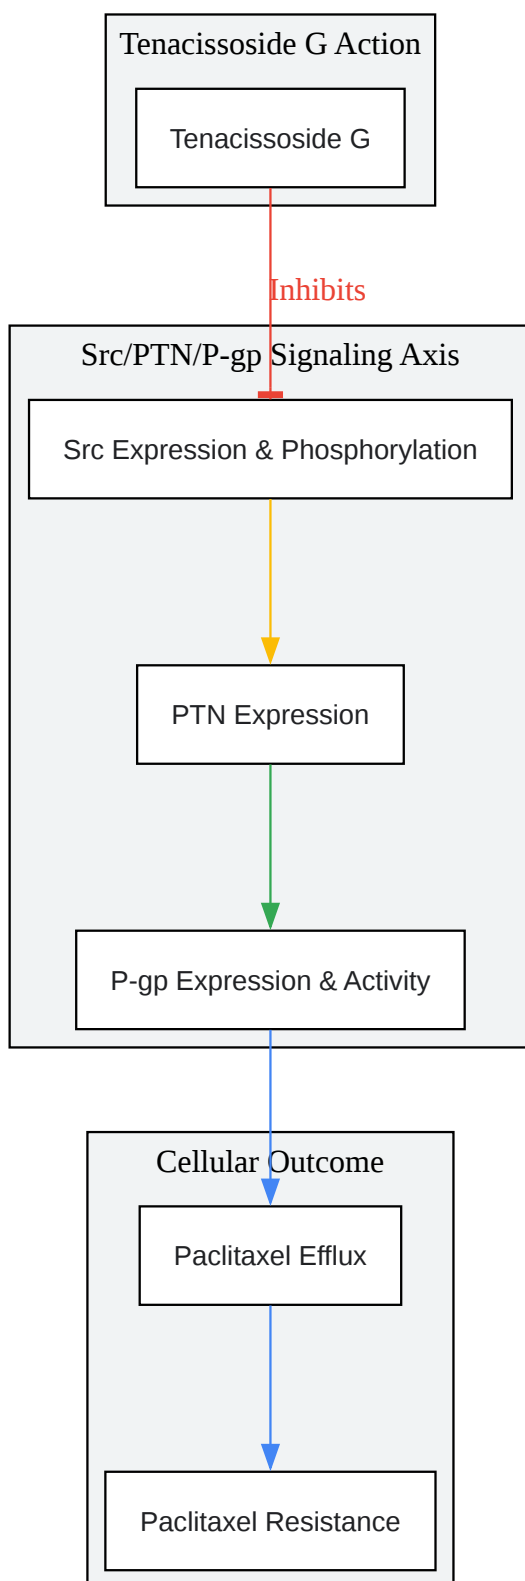 Tenacissoside G Action
Tenacissoside G
Inhibits
Src/PTN/P-gp Signaling Axis
Src Expression & Phosphorylation
PTN Expression
P-gp Expression & Activity
Cellular Outcome
Paclitaxel Efflux
Paclitaxel Resistance